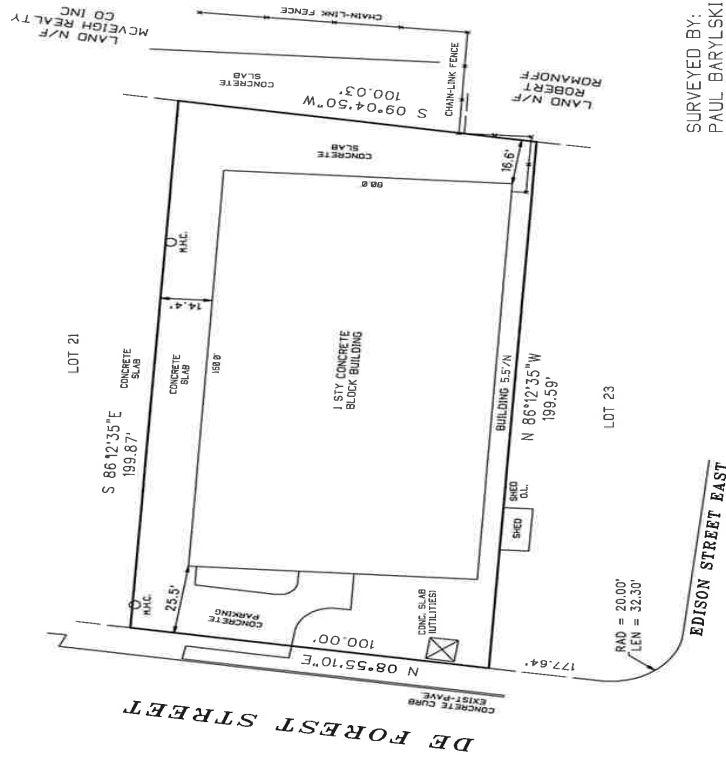 LAND N/F
MCVEIGH REALTY
CO INC
CHAIN-LINK FENCE
CONCRETE
SLAB
S 09°04'50"W
100.03'
CHAIN-LINK FENCE
LAND N/F
ROBERT
ROMANOFF
SURVEYED BY:
PAUL BARYLSKI
LOT 21
CONCRETE
SLAB
S 86°12'35"E
199.87'
M.H.C.
M.H.C.
14.4'
CONCRETE
SLAB
CONCRETE
SLAB
150.0'
80.0'
16.6'
1 STY CONCRETE
BLOCK BUILDING
BUILDING 5.5'/N
N 86°12'35"W
199.59'
LOT 23
SHED
O.L.
SHED
25.5'
CONCRETE
PARKING
CONC. SLAB
(UTILITIES)
N 08°55'10"E
100.00'
CONCRETE CURB
EXIST-PAVE.
177.64'
RAD = 20.00'
LEN = 32.30'
DE FOREST STREET
EDISON STREET EAST